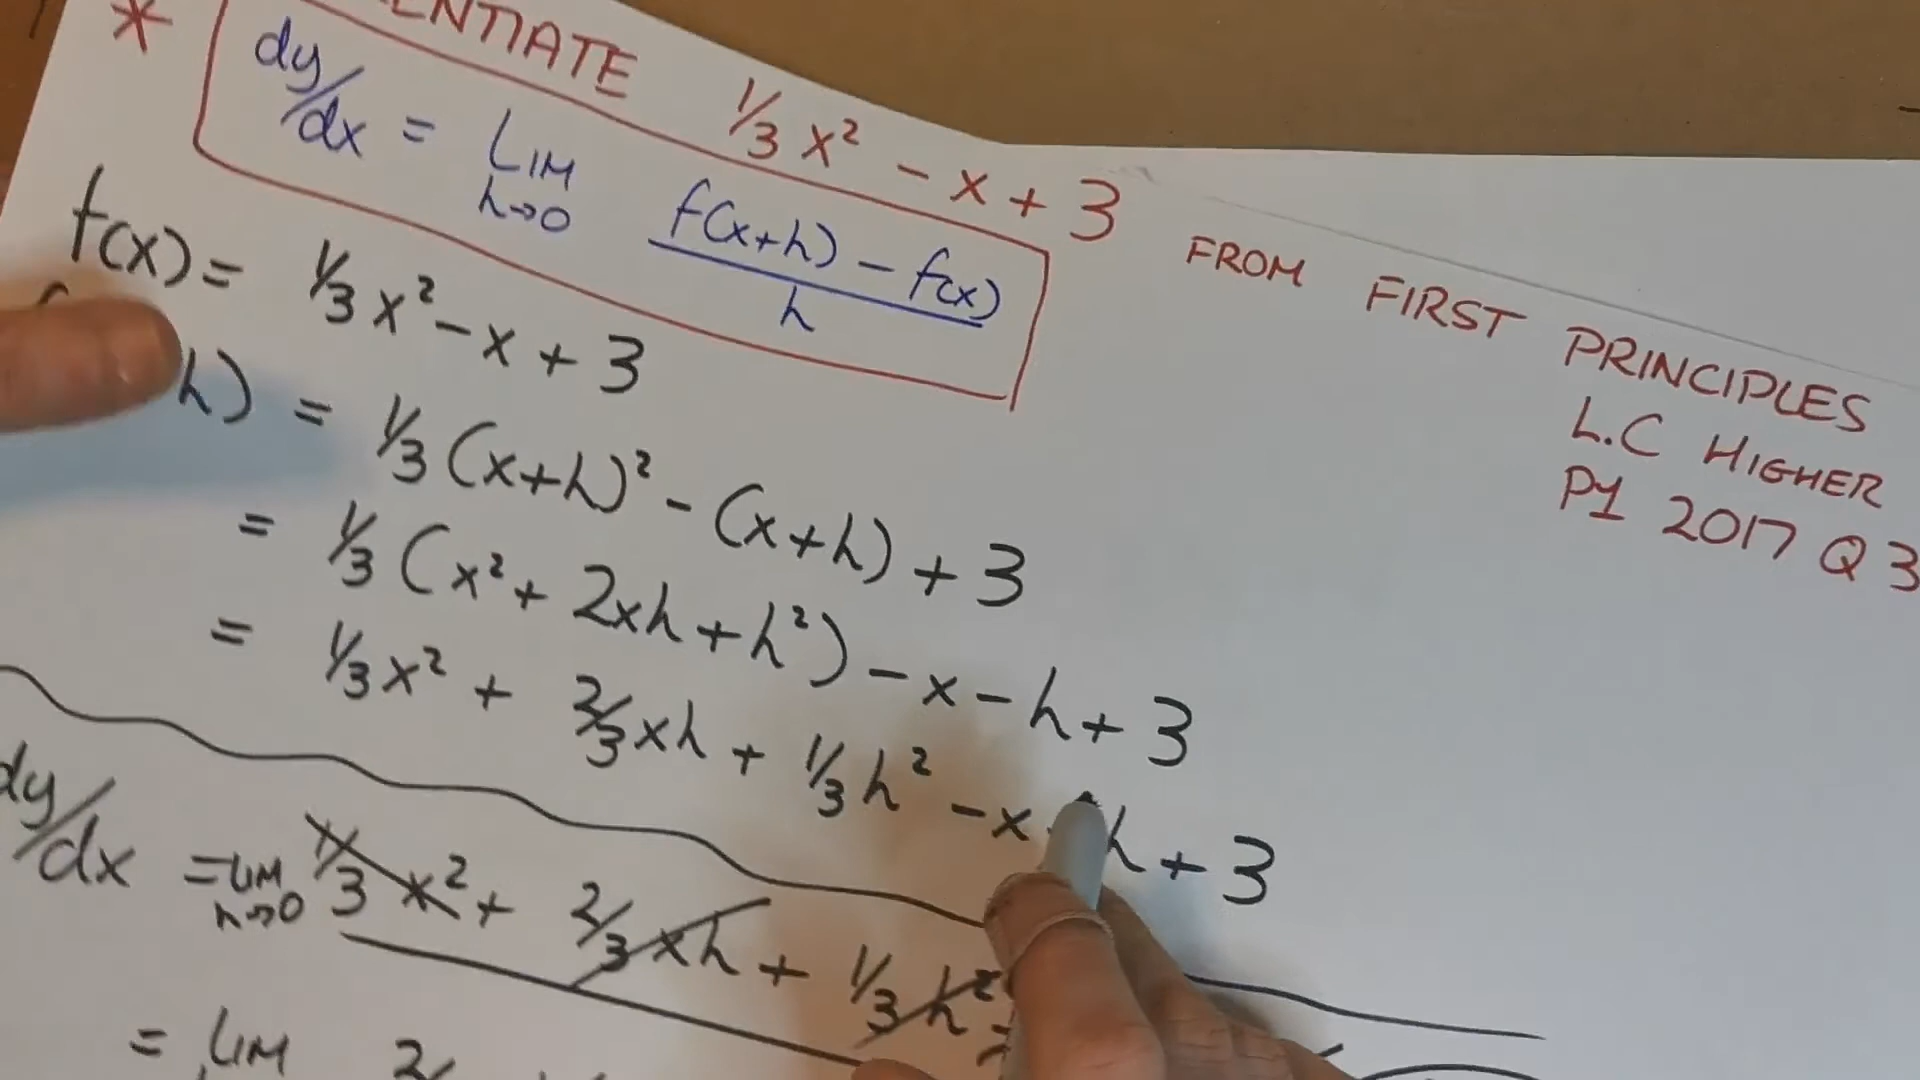 ENTIATE 1/3 x² - x + 3 FROM FIRST PRINCIPLES
L.C HIGHER
P1 2017 Q 3
* dy/dx = LIM h→0 f(x+h) - f(x) / h
f(x) = 1/3 x² - x + 3
h) = 1/3 (x+h)² - (x+h) + 3
= 1/3 (x² + 2xh + h²) - x - h + 3
= 1/3 x² + 2/3 xh + 1/3 h² - x - h + 3
dy/dx = LIM h→0 1/3 x² + 2/3 xh + 1/3 h²
= LIM 2/